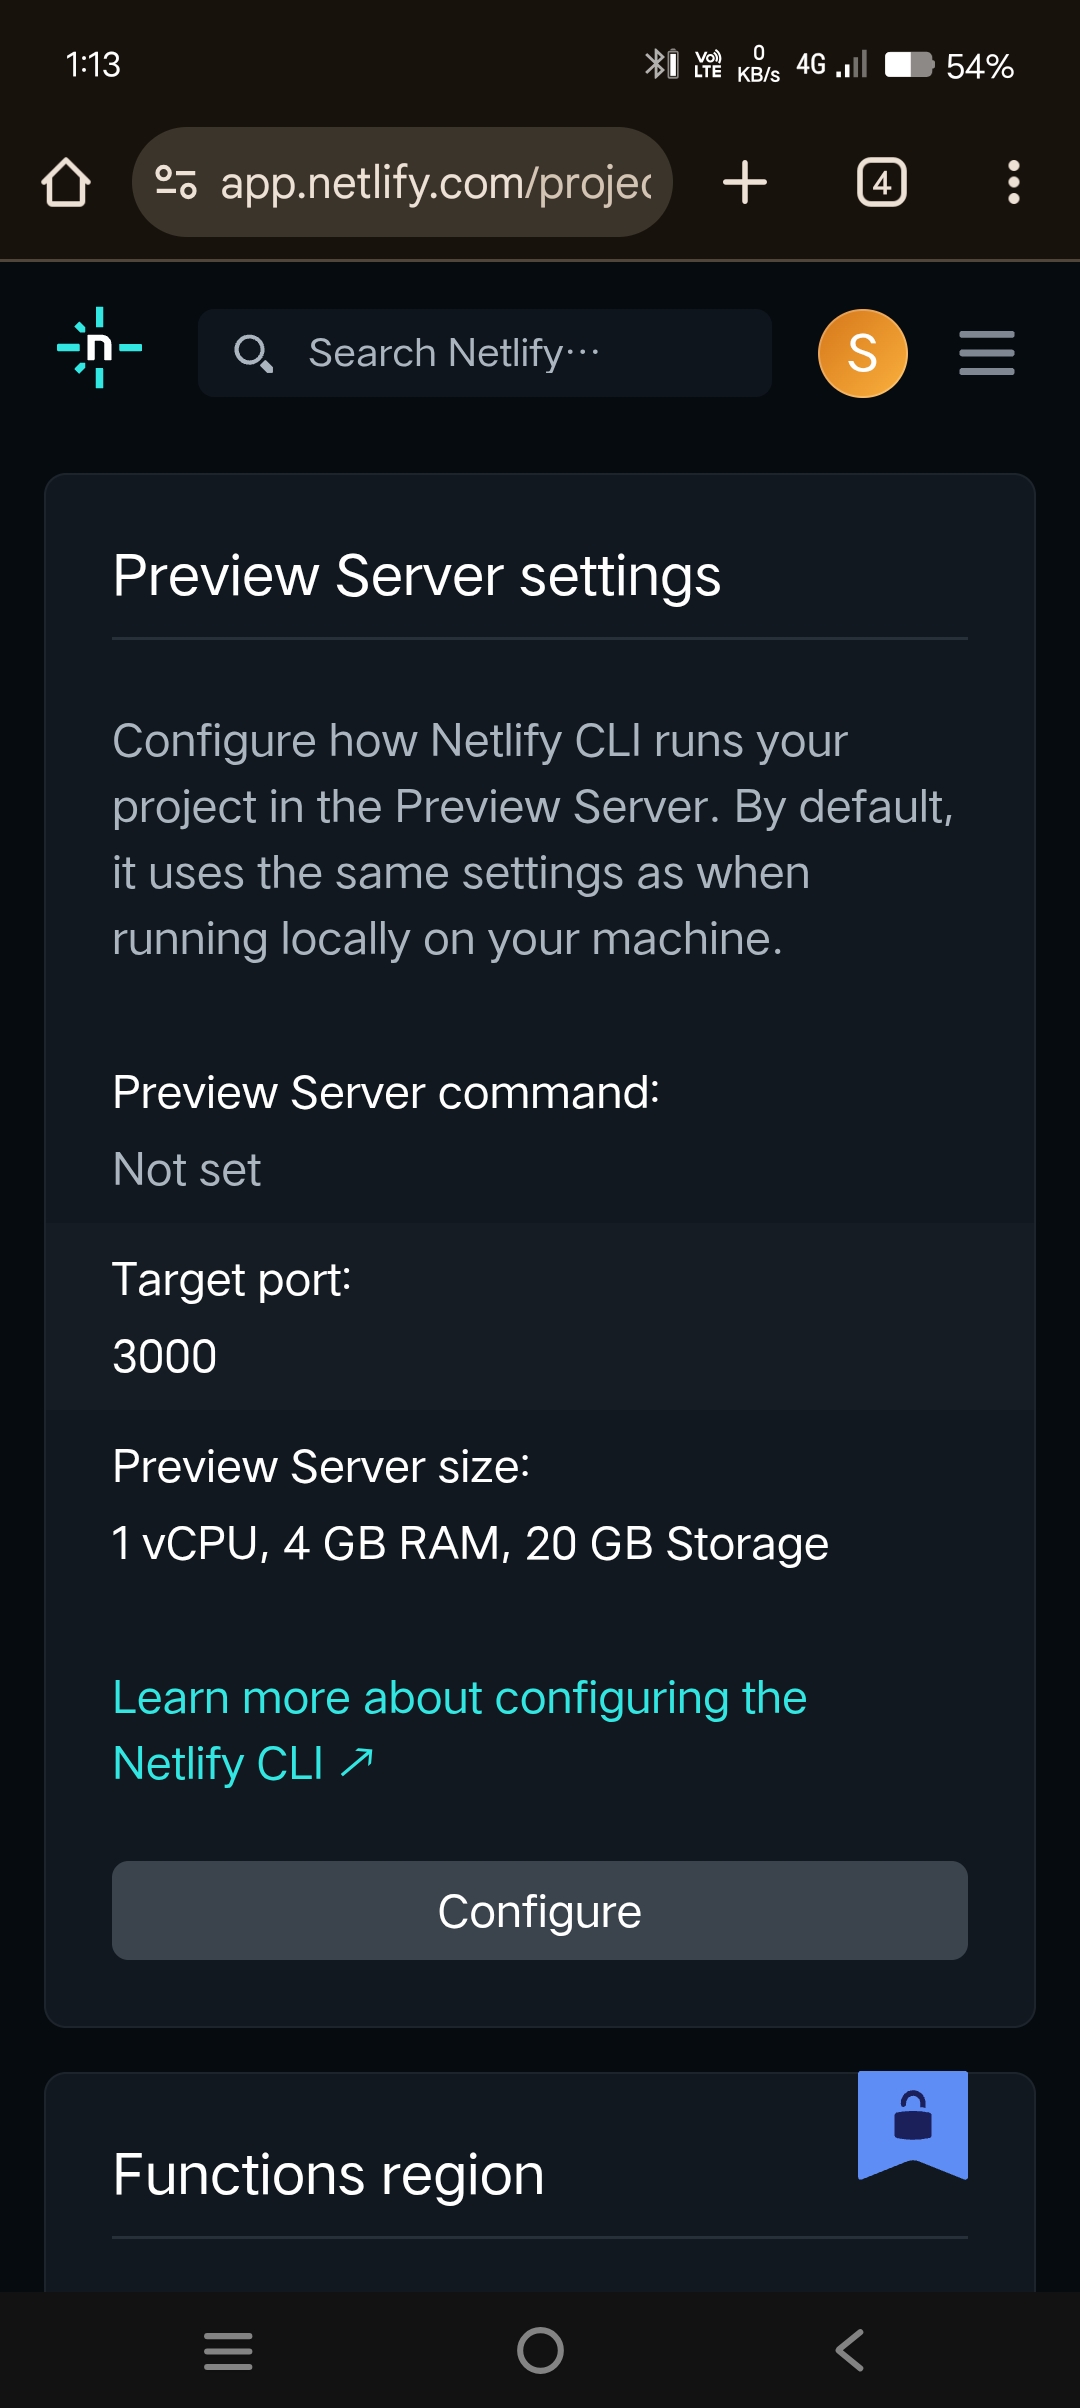 1:13
Vo)) LTE
0 KB/s
4G
54%
app.netlify.com/projec
4
n
Search Netlify···
S
Preview Server settings
Configure how Netlify CLI runs your
project in the Preview Server. By default,
it uses the same settings as when
running locally on your machine.
Preview Server command:
Not set
Target port:
3000
Preview Server size:
1 vCPU, 4 GB RAM, 20 GB Storage
Learn more about configuring the
Netlify CLI ↗
Configure
Functions region